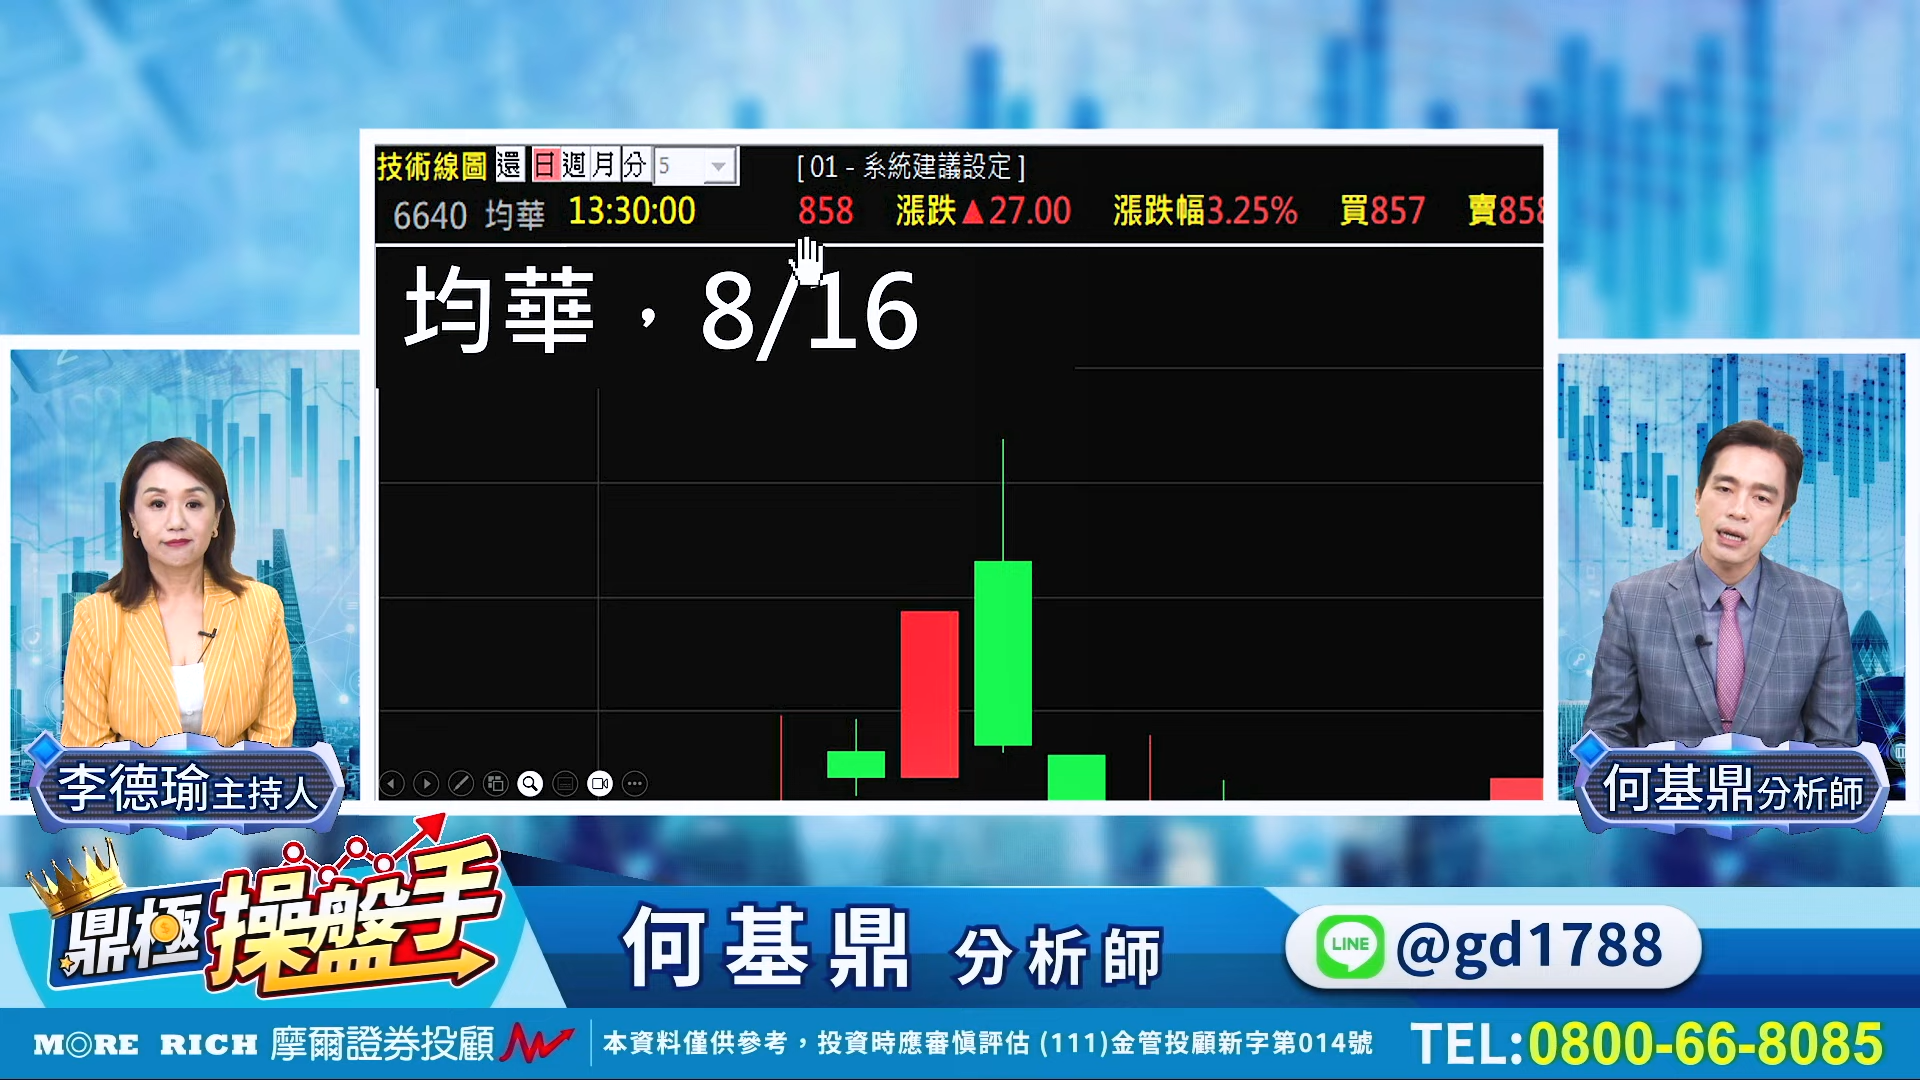 技術線圖 還 日 週 月 分 5 [ 01 - 系統建議設定 ]
6640 均華 13:30:00 858 漲跌▲27.00 漲跌幅3.25% 買857 賣858
均華，8/16
李德瑜主持人
何基鼎分析師
鼎極操盤手
何基鼎 分析師
LINE @gd1788
MORE RICH 摩爾證券投顧
本資料僅供參考，投資時應審慎評估 (111)金管投顧新字第014號
TEL:0800-66-8085